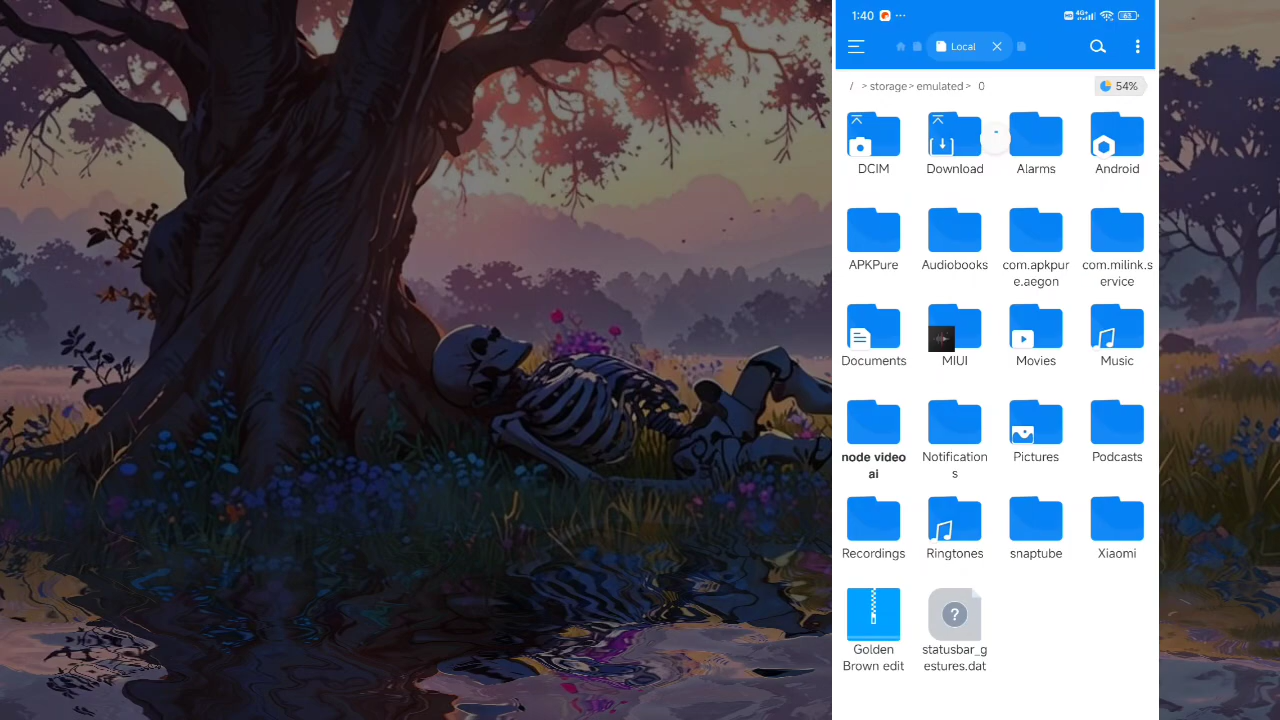 1:40
4G+
63
Local
/ >storage> emulated> 0
54%
DCIM
Download
Alarms
Android
APKPure
Audiobooks
com.apkpur
e.aegon
com.milink.s
ervice
Documents
MIUI
Movies
Music
node video
ai
Notification
s
Pictures
Podcasts
Recordings
Ringtones
snaptube
Xiaomi
Golden
Brown edit
?
statusbar_g
estures.dat